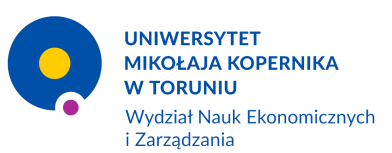 UNIWERSYTET
MIKOŁAJA KOPERNIKA
W TORUNIU
Wydział Nauk Ekonomicznych
i Zarządzania